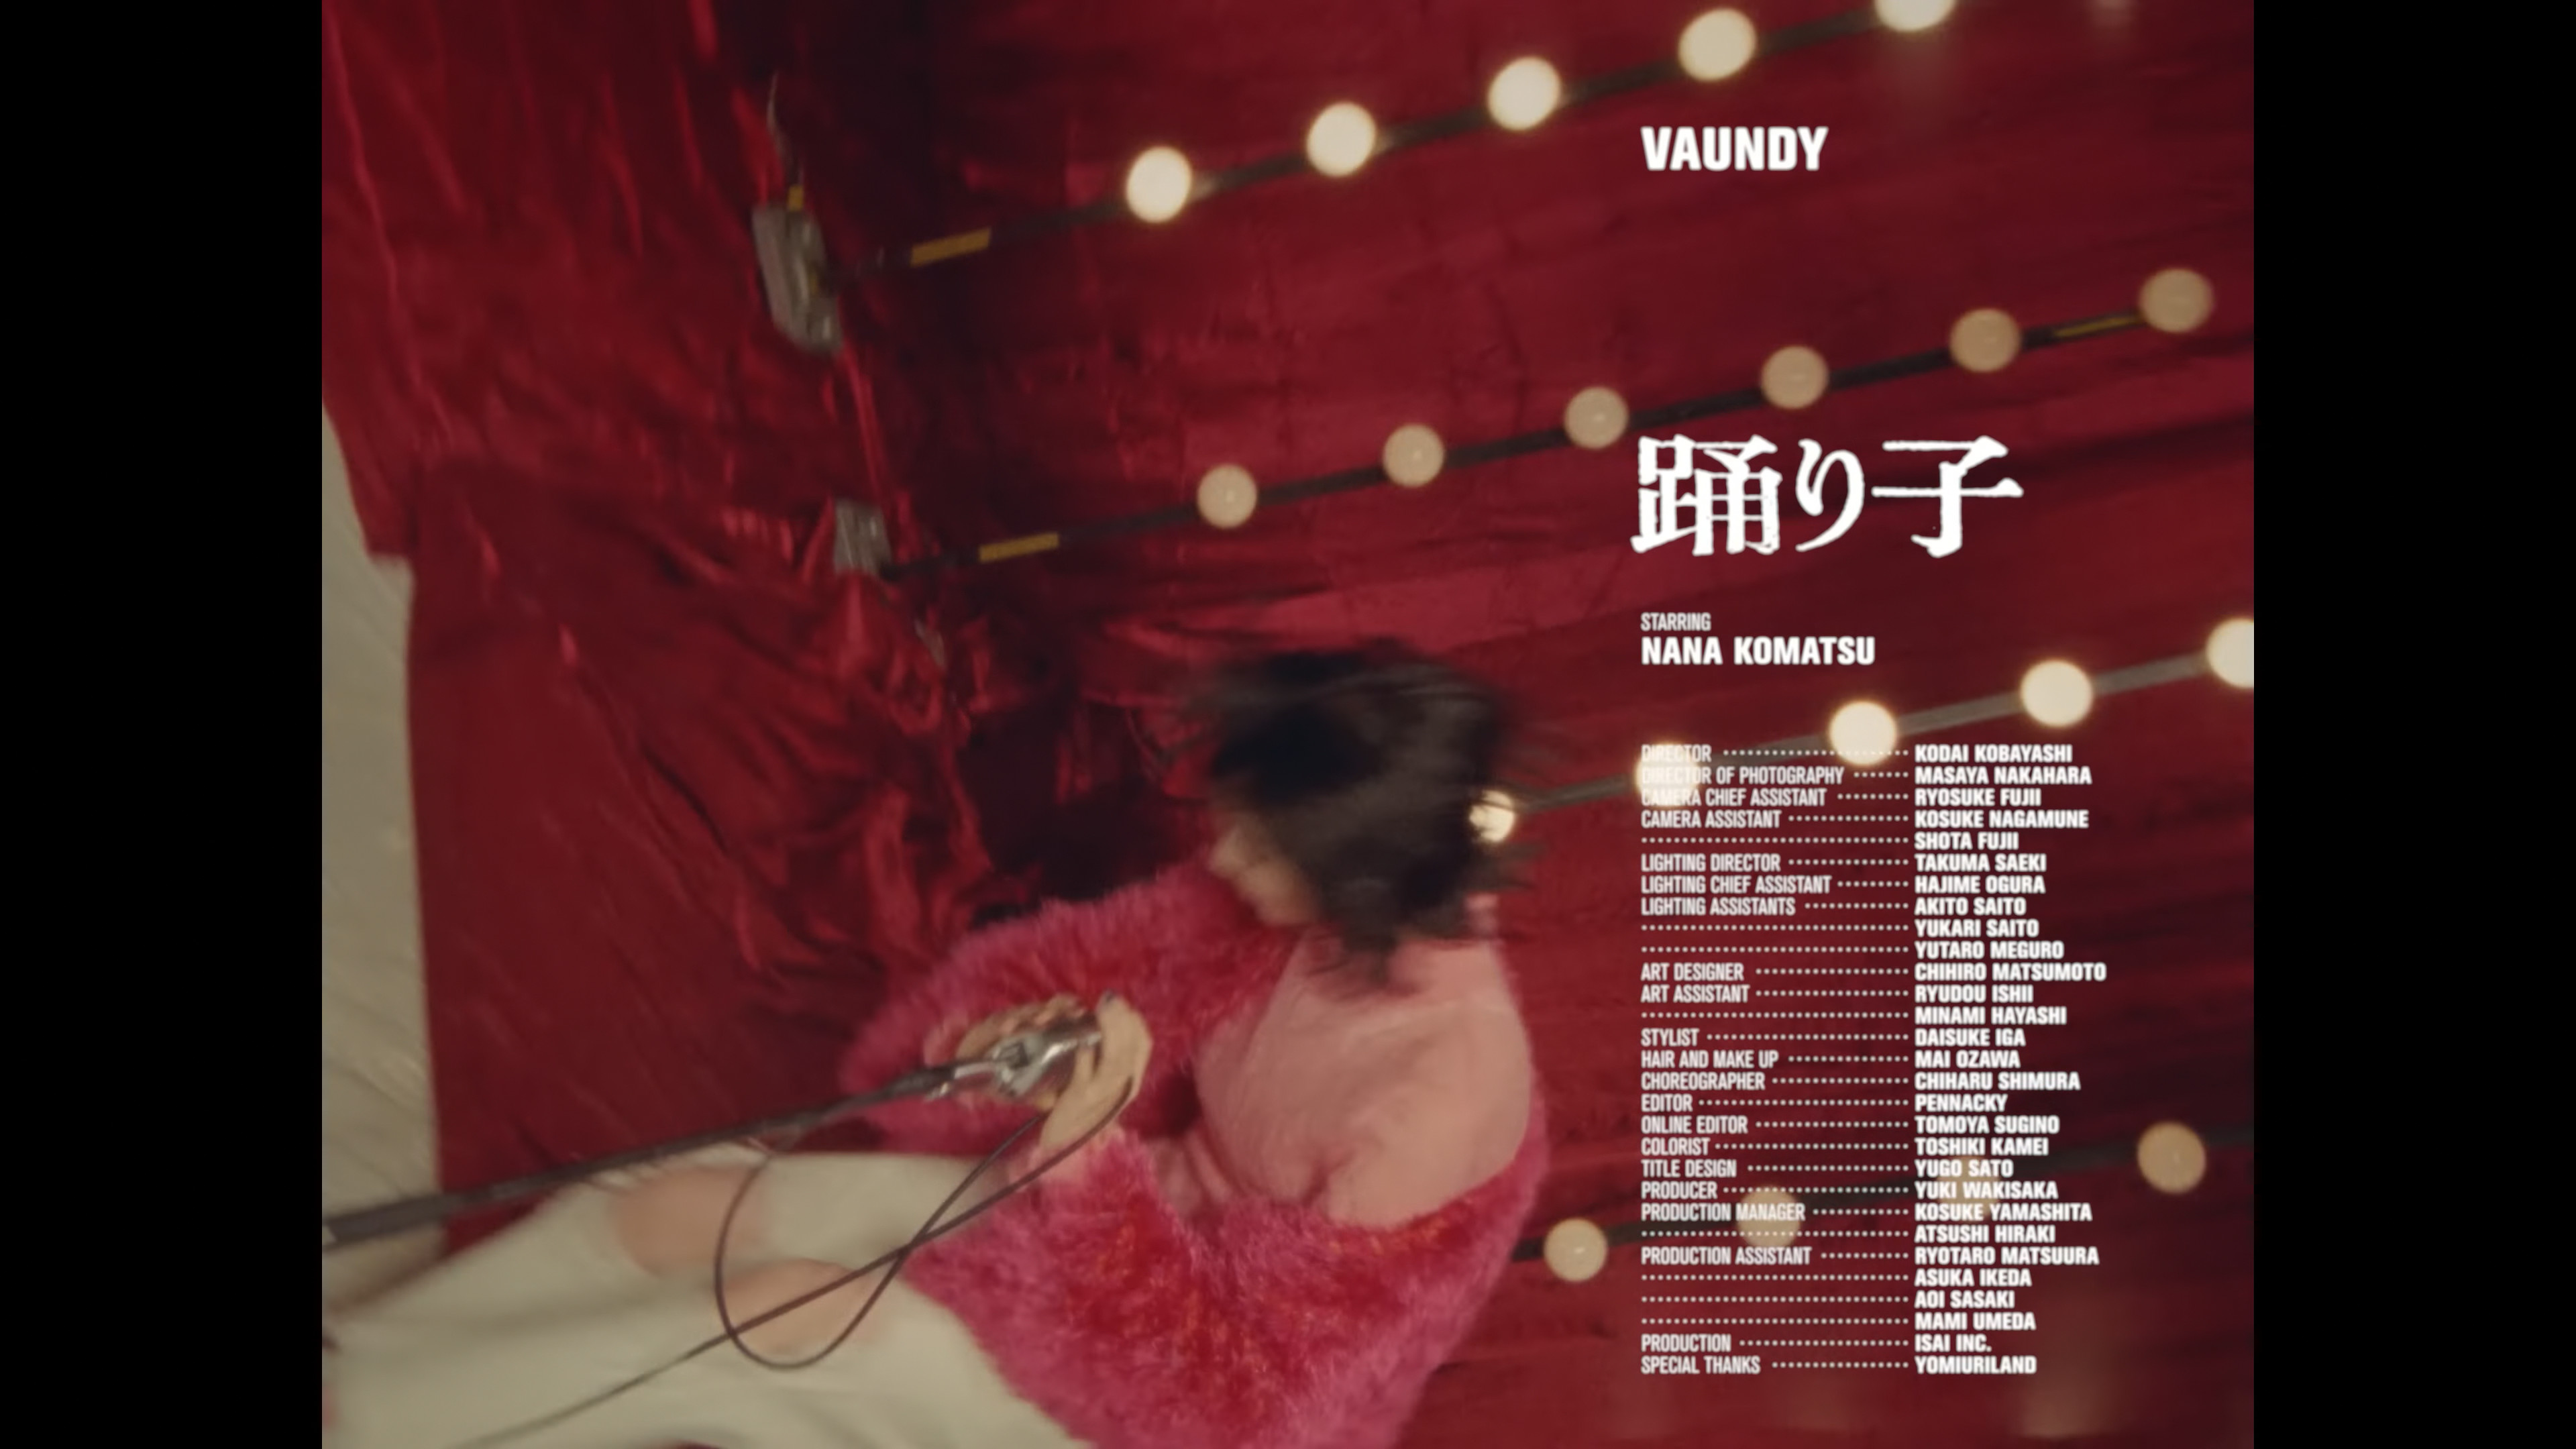 VAUNDY
踊り子
STARRING
NANA KOMATSU
DIRECTOR ···················· KODAI KOBAYASHI
DIRECTOR OF PHOTOGRAPHY ······· MASAYA NAKAHARA
CAMERA CHIEF ASSISTANT ········· RYOSUKE FUJII
CAMERA ASSISTANT ·············· KOSUKE NAGAMUNE
······························ SHOTA FUJII
LIGHTING DIRECTOR ·············· TAKUMA SAEKI
LIGHTING CHIEF ASSISTANT ········· HAJIME OGURA
LIGHTING ASSISTANTS ············ AKITO SAITO
······························ YUKARI SAITO
······························ YUTARO MEGURO
ART DESIGNER ················· CHIHIRO MATSUMOTO
ART ASSISTANT ················· RYUDOU ISHII
······························ MINAMI HAYASHI
STYLIST ······················· DAISUKE IGA
HAIR AND MAKE UP ·············· MAI OZAWA
CHOREOGRAPHER ················ CHIHARU SHIMURA
EDITOR ························ PENNACKY
ONLINE EDITOR ················· TOMOYA SUGINO
COLORIST ······················ TOSHIKI KAMEI
TITLE DESIGN ·················· YUGO SATO
PRODUCER ····················· YUKI WAKISAKA
PRODUCTION MANAGER ··········· KOSUKE YAMASHITA
······························ ATSUSHI HIRAKI
PRODUCTION ASSISTANT ·········· RYOTARO MATSUURA
······························ ASUKA IKEDA
······························ AOI SASAKI
······························ MAMI UMEDA
PRODUCTION ··················· ISAI INC.
SPECIAL THANKS ················ YOMIURILAND